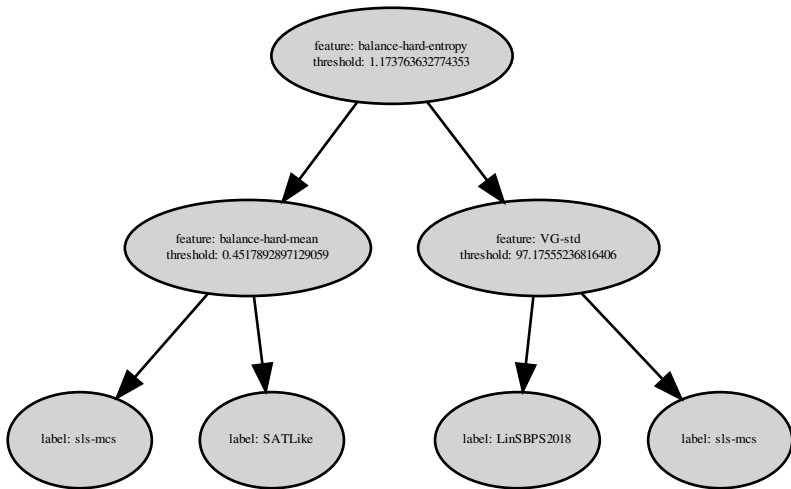 feature: balance-hard-entropy
threshold: 1.173763632774353
feature: balance-hard-mean
threshold: 0.4517892897129059
feature: VG-std
threshold: 97.17555236816406
label: sls-mcs
label: SATLike
label: LinSBPS2018
label: sls-mcs